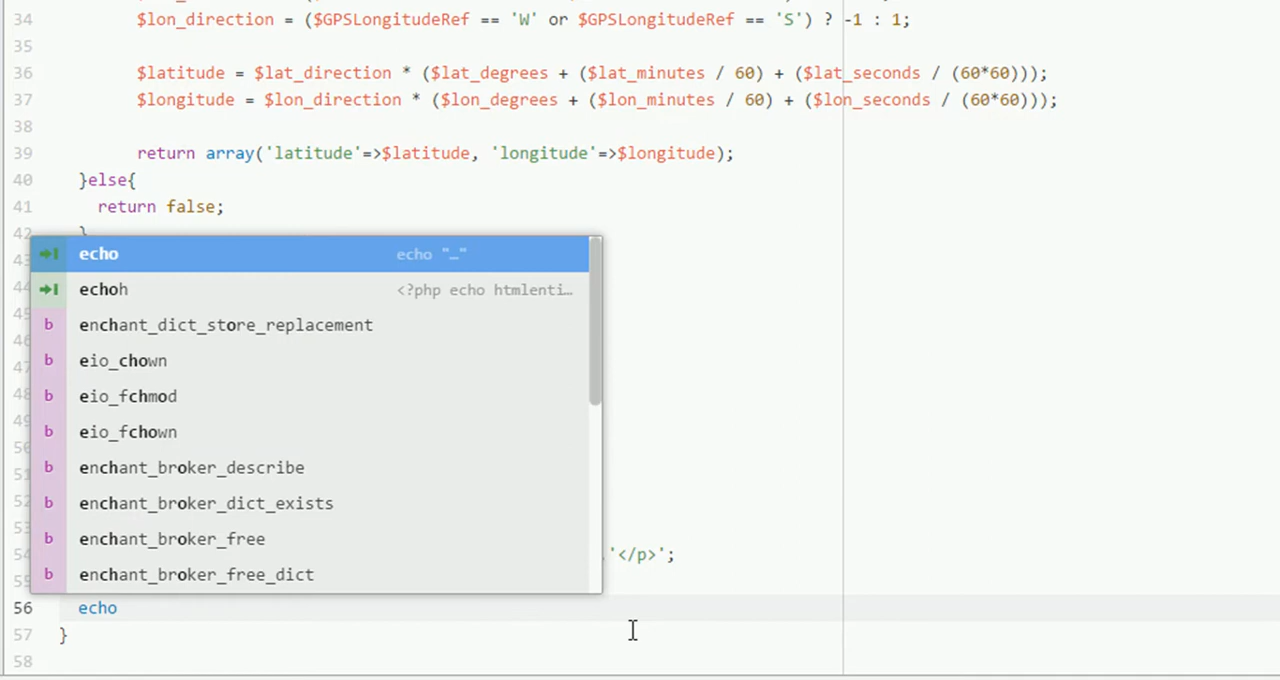 34 $lon_direction = ($GPSLongitudeRef == 'W' or $GPSLongitudeRef == 'S') ? -1 : 1;
35
36 $latitude = $lat_direction * ($lat_degrees + ($lat_minutes / 60) + ($lat_seconds / (60*60)));
37 $longitude = $lon_direction * ($lon_degrees + ($lon_minutes / 60) + ($lon_seconds / (60*60)));
38
39 return array('latitude'=>$latitude, 'longitude'=>$longitude);
40 }else{
41 return false;
42 }
echo echo "…"
echoh <?php echo htmlenti…
b enchant_dict_store_replacement
b eio_chown
b eio_fchmod
b eio_fchown
b enchant_broker_describe
b enchant_broker_dict_exists
b enchant_broker_free
.'</p>';
b enchant_broker_free_dict
56 echo
57 }
58